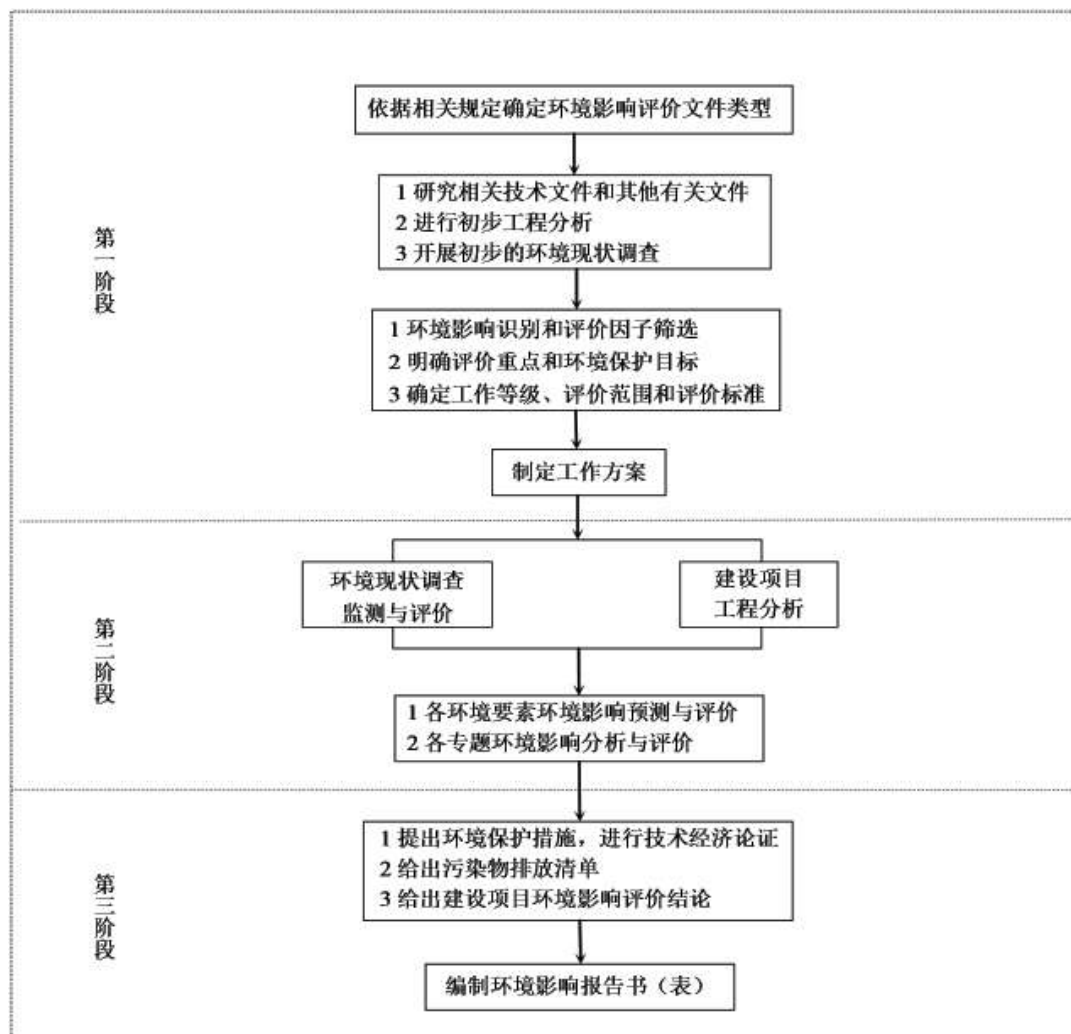 依据相关规定确定环境影响评价文件类型
第一阶段
1 研究相关技术文件和其他有关文件
2 进行初步工程分析
3 开展初步的环境现状调查
1 环境影响识别和评价因子筛选
2 明确评价重点和环境保护目标
3 确定工作等级、评价范围和评价标准
制定工作方案
第二阶段
环境现状调查
监测与评价
建设项目
工程分析
1 各环境要素环境影响预测与评价
2 各专题环境影响分析与评价
第三阶段
1 提出环境保护措施，进行技术经济论证
2 给出污染物排放清单
3 给出建设项目环境影响评价结论
编制环境影响报告书（表）